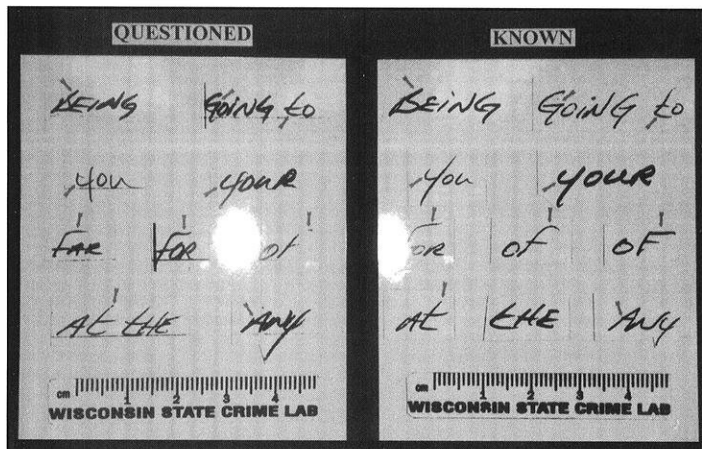 QUESTIONED
BEiNG GOiNG to
you youR
FAR FOR of
At tHE ANy
cm 1 2 3 4
WISCONSIN STATE CRIME LAB
KNOWN
BEiNG GOiNG to
you youR
OR of OF
At tHE ANy
cm 1 2 3 4
WISCONSIN STATE CRIME LAB